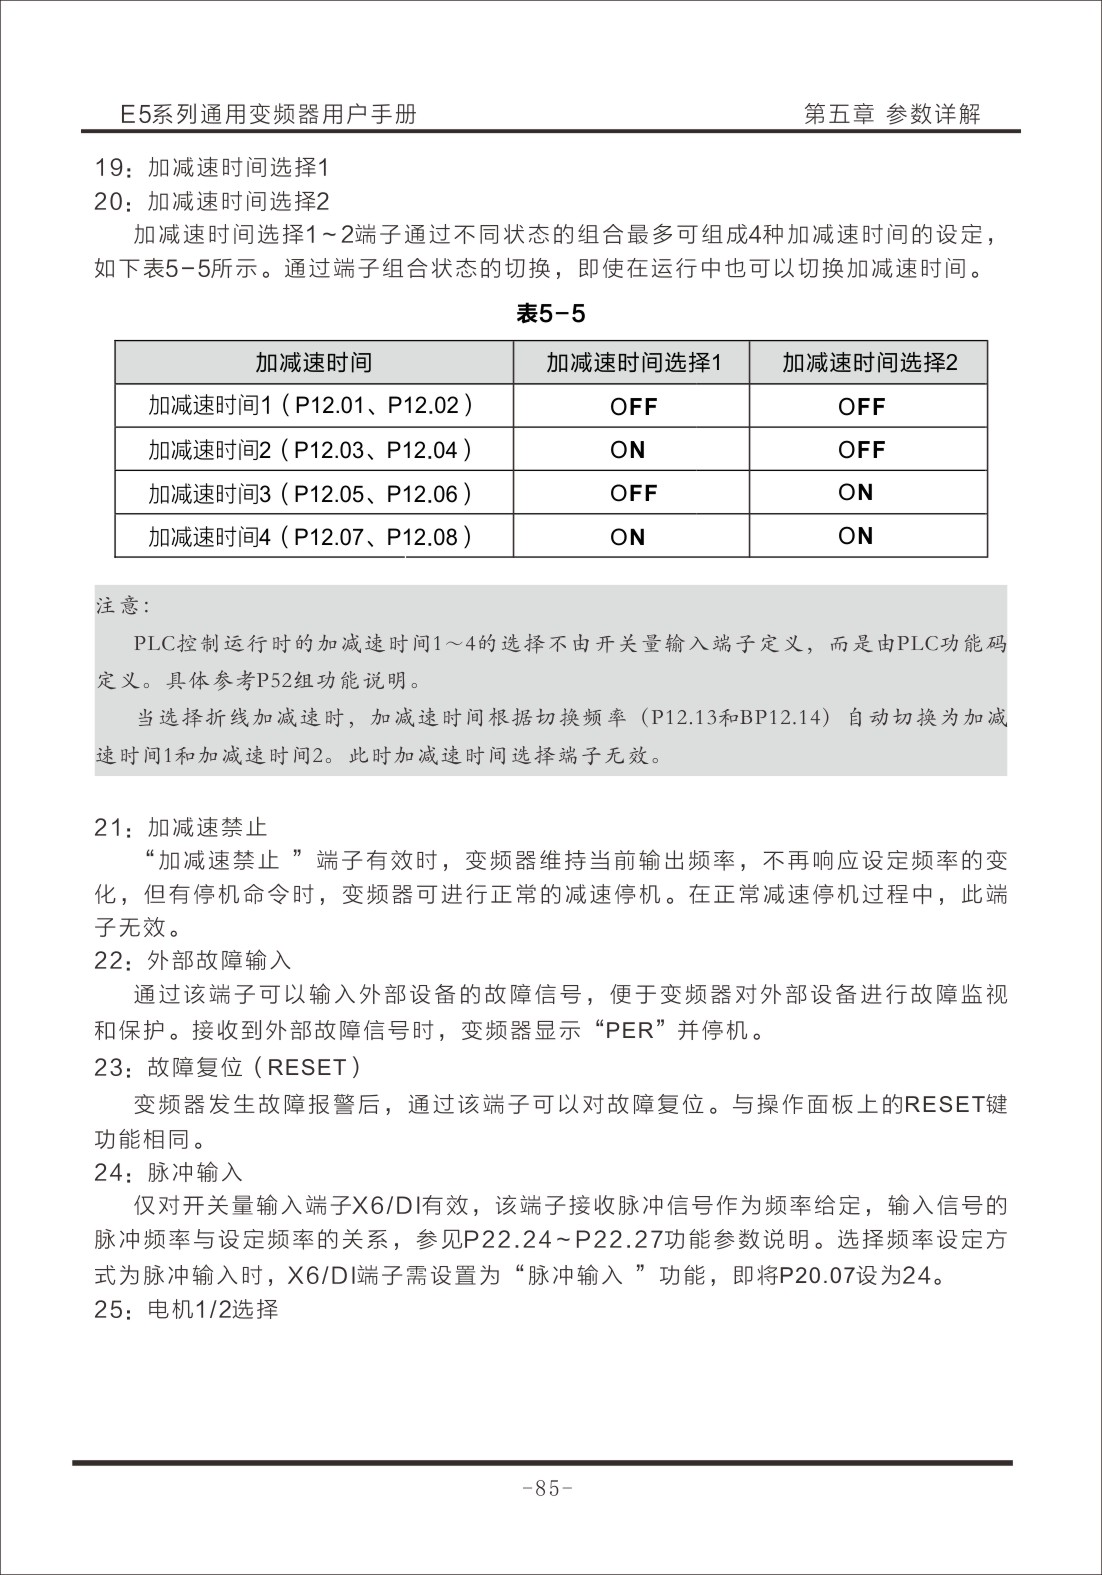 E5系列通用变频器用户手册 第五章 参数详解
19：加减速时间选择1
20：加减速时间选择2
加减速时间选择1～2端子通过不同状态的组合最多可组成4种加减速时间的设定，
如下表5-5所示。通过端子组合状态的切换，即使在运行中也可以切换加减速时间。
表5-5
加减速时间 加减速时间选择1 加减速时间选择2
加减速时间1（P12.01、P12.02） OFF OFF
加减速时间2（P12.03、P12.04） ON OFF
加减速时间3（P12.05、P12.06） OFF ON
加减速时间4（P12.07、P12.08） ON ON
注意：
PLC控制运行时的加减速时间1～4的选择不由开关量输入端子定义，而是由PLC功能码
定义。具体参考P52组功能说明。
当选择折线加减速时，加减速时间根据切换频率（P12.13和BP12.14）自动切换为加减
速时间1和加减速时间2。此时加减速时间选择端子无效。
21：加减速禁止
“加减速禁止 ”端子有效时，变频器维持当前输出频率，不再响应设定频率的变
化，但有停机命令时，变频器可进行正常的减速停机。在正常减速停机过程中，此端
子无效。
22：外部故障输入
通过该端子可以输入外部设备的故障信号，便于变频器对外部设备进行故障监视
和保护。接收到外部故障信号时，变频器显示“PER”并停机。
23：故障复位（RESET）
变频器发生故障报警后，通过该端子可以对故障复位。与操作面板上的RESET键
功能相同。
24：脉冲输入
仅对开关量输入端子X6/DI有效，该端子接收脉冲信号作为频率给定，输入信号的
脉冲频率与设定频率的关系，参见P22.24～P22.27功能参数说明。选择频率设定方
式为脉冲输入时，X6/DI端子需设置为“脉冲输入 ”功能，即将P20.07设为24。
25：电机1/2选择
-85-